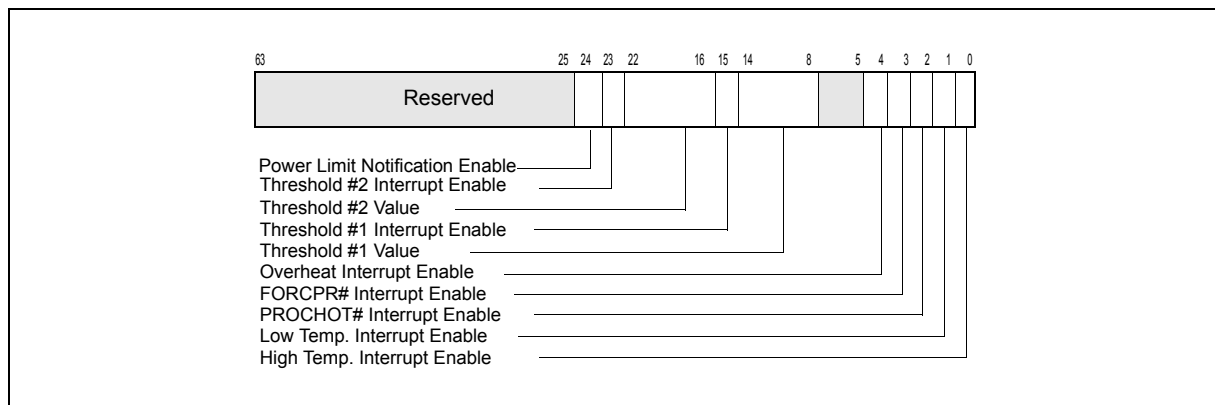 63 25 24 23 22 16 15 14 8 5 4 3 2 1 0
Reserved
Power Limit Notification Enable
Threshold #2 Interrupt Enable
Threshold #2 Value
Threshold #1 Interrupt Enable
Threshold #1 Value
Overheat Interrupt Enable
FORCPR# Interrupt Enable
PROCHOT# Interrupt Enable
Low Temp. Interrupt Enable
High Temp. Interrupt Enable